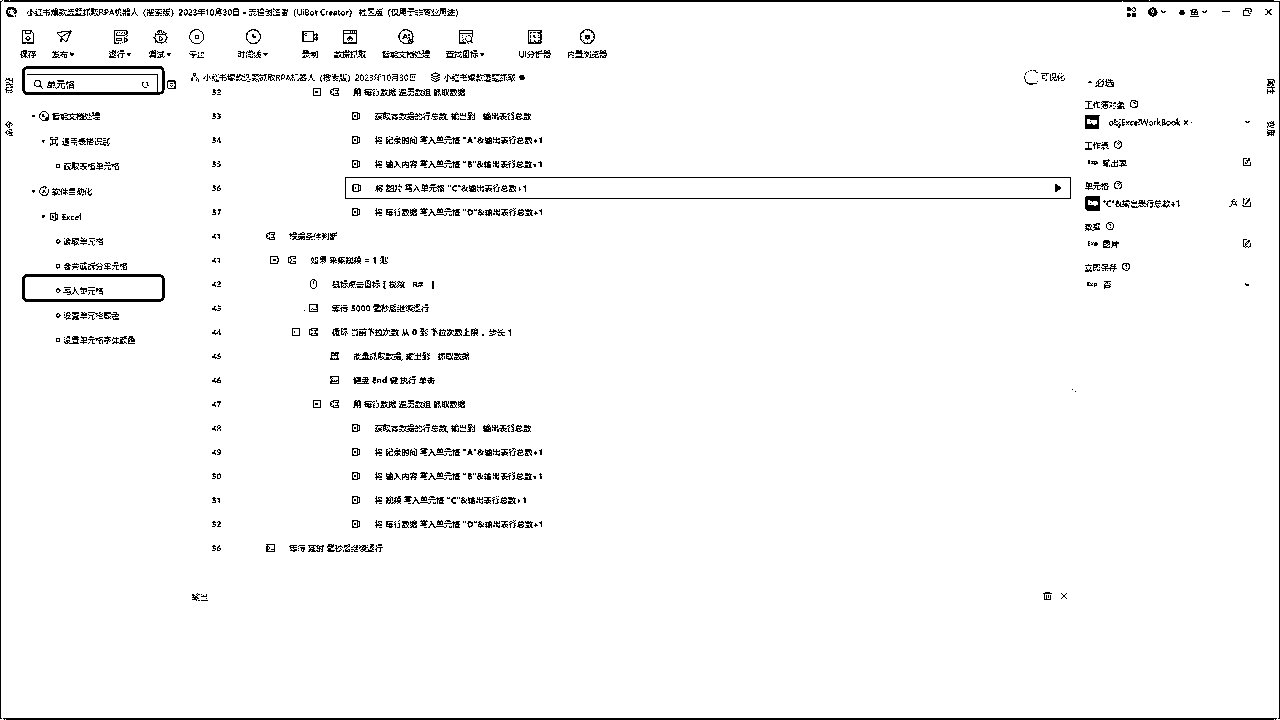 小红书爆款选题抓取RPA机器人（搜索版）2023年10月30日 - 流程创造者（UiBot Creator） 社区版（仅用于非商业用途）
保存 发布 运行 调试 停止 时间线 录制 数据抓取 智能文档处理 查找图标 UI分析器 内置浏览器
单元格
小红书爆款选题抓取RPA机器人（搜索版）2023年10月30日 小红书爆款选题抓取
可视化
智能文档处理
通用表格识别
获取表格单元格
软件自动化
Excel
读取单元格
合并或拆分单元格
写入单元格
设置单元格颜色
设置单元格字体颜色
32 用 每行数据 遍历数组 抓取数据
33 获取有数据的行总数, 输出到 输出表行总数
34 将 记录时间 写入单元格 "A"&输出表行总数+1
35 将 输入内容 写入单元格 "B"&输出表行总数+1
36 将 图片 写入单元格 "C"&输出表行总数+1
37 将 每行数据 写入单元格 "D"&输出表行总数+1
41 根据条件判断
41 如果 采集视频 = 1 则
42 鼠标点击目标
43 等待 5000 毫秒后继续运行
44 循环 当前下拉次数 从 0 到 下拉次数上限 , 步长 1
45 批量抓取数据, 输出到 抓取数据
46 键盘 End 键 执行 单击
47 用 每行数据 遍历数组 抓取数据
48 获取有数据的行总数, 输出到 输出表行总数
49 将 记录时间 写入单元格 "A"&输出表行总数+1
50 将 输入内容 写入单元格 "B"&输出表行总数+1
51 将 视频 写入单元格 "C"&输出表行总数+1
52 将 每行数据 写入单元格 "D"&输出表行总数+1
56 等待 延时 毫秒后继续运行
输出
必选
工作簿对象
Exp objExcelWorkBook
工作表
Exp 输出表
单元格
Exp "C"&输出表行总数+1
数据
Exp 图片
立即保存
Exp 否
属性
变量